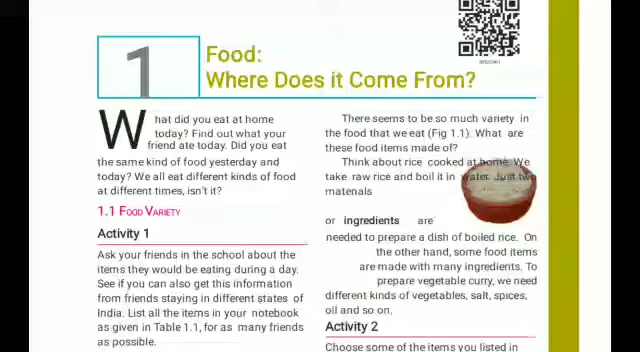 1
Food:
Where Does it Come From?
What did you eat at home
today? Find out what your
friend ate today. Did you eat
the same kind of food yesterday and
today? We all eat different kinds of food
at different times, isn't it?
1.1 FOOD VARIETY
Activity 1
Ask your friends in the school about the
items they would be eating during a day.
See if you can also get this information
from friends staying in different states of
India. List all the items in your notebook
as given in Table 1.1, for as many friends
as possible.
There seems to be so much variety in
the food that we eat (Fig 1.1). What are
these food items made of?
Think about rice cooked at home. We
take raw rice and boil it in water. Just two
materials
or ingredients are
needed to prepare a dish of boiled rice. On
the other hand, some food items
are made with many ingredients. To
prepare vegetable curry, we need
different kinds of vegetables, salt, spices,
oil and so on.
Activity 2
Choose some of the items you listed in